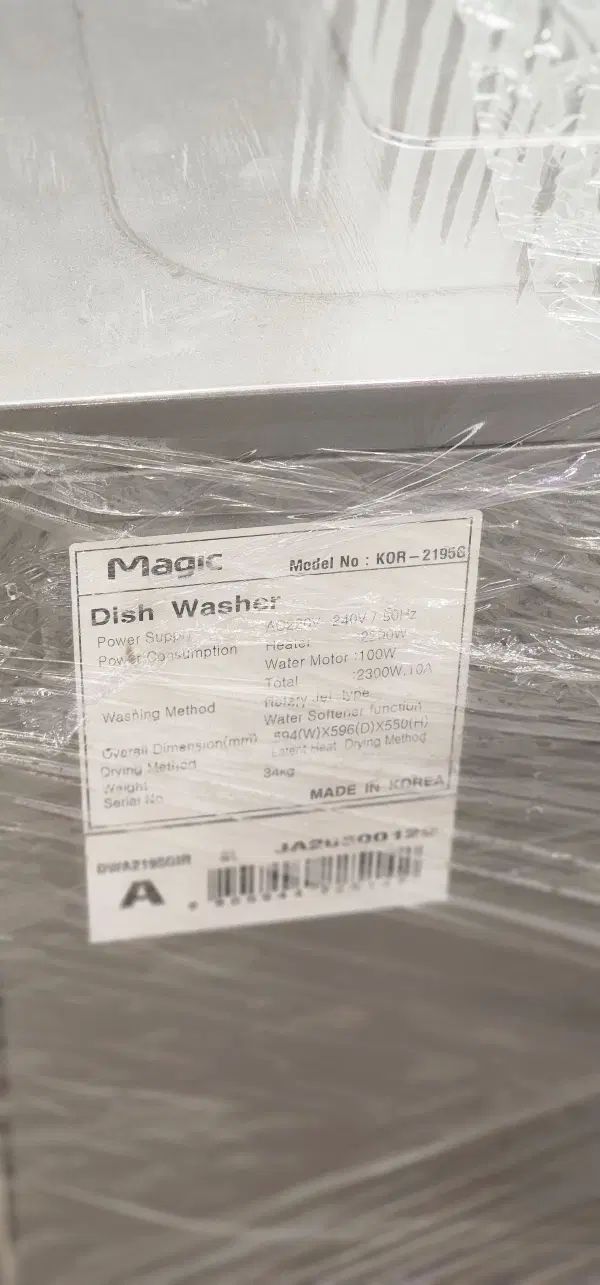 Magic
Model No : KOR-2195G
Dish Washer
Power Supply AC220V-240V / 50Hz
Power Consumption Heater :2200W
Water Motor :100W
Total :2300W,10A
Washing Method Rotary Jet Type
Water Softener function
Overall Dimension(mm) 594(W)X596(D)X550(H)
Drying Method Latent Heat Drying Method
Weight 34kg
Serial No
MADE IN KOREA
A